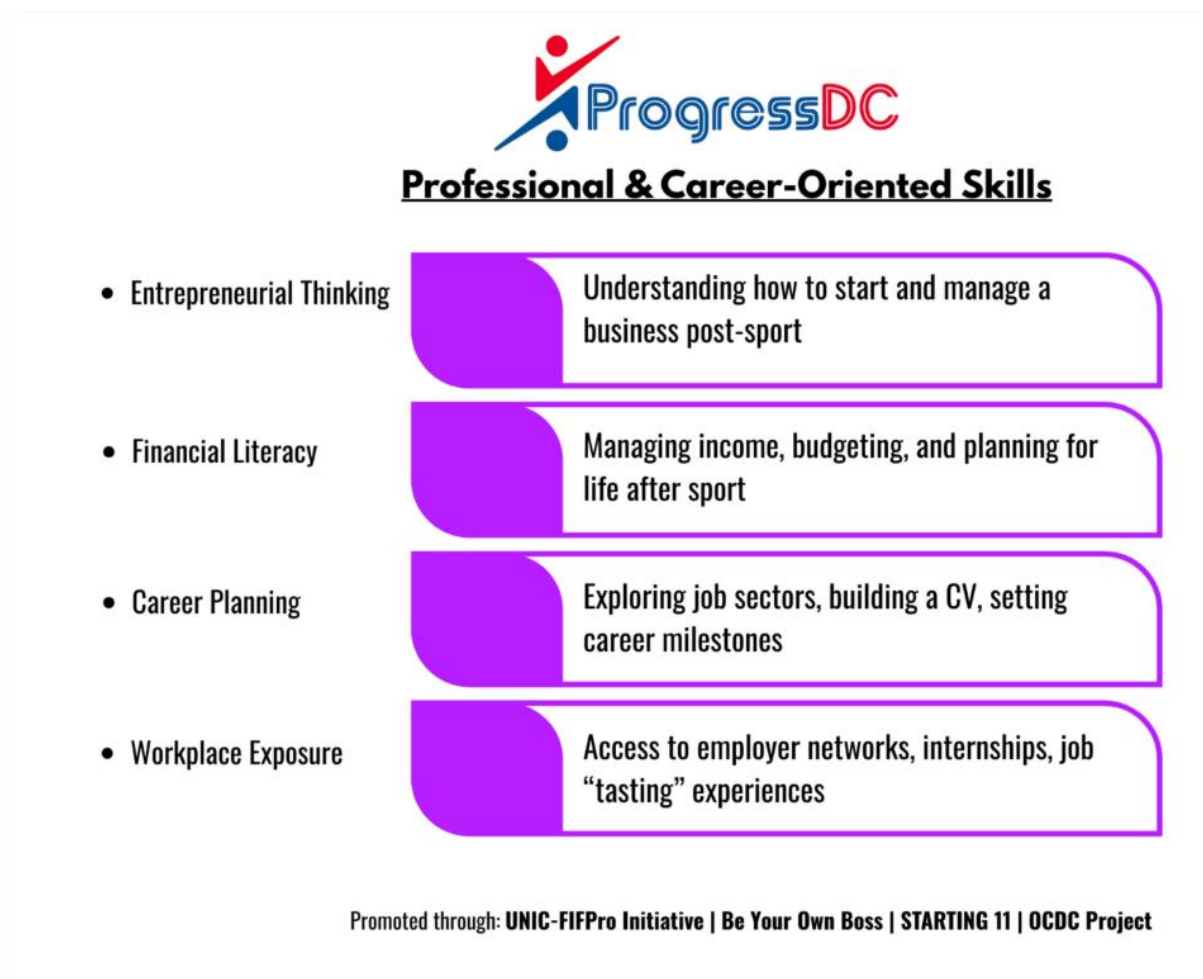 ProgressDC
Professional & Career-Oriented Skills
• Entrepreneurial Thinking
Understanding how to start and manage a
business post-sport
• Financial Literacy
Managing income, budgeting, and planning for
life after sport
• Career Planning
Exploring job sectors, building a CV, setting
career milestones
• Workplace Exposure
Access to employer networks, internships, job
“tasting” experiences
Promoted through: UNIC-FIFPro Initiative | Be Your Own Boss | STARTING 11 | OCDC Project